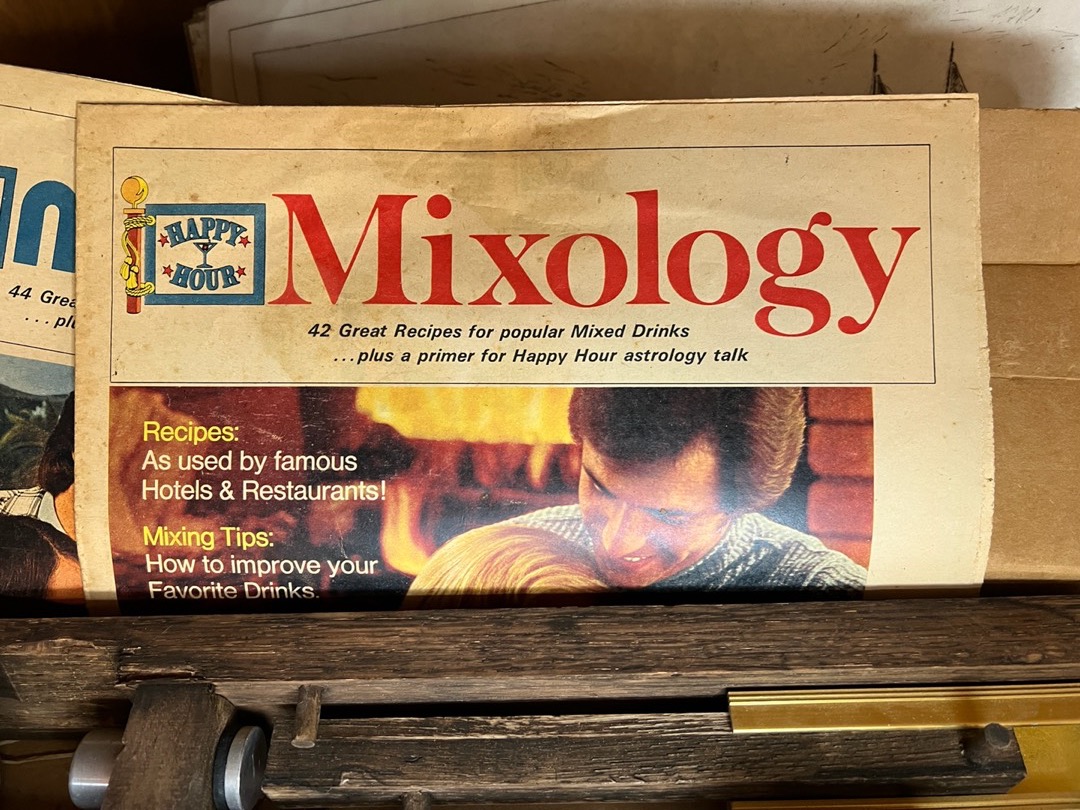 HAPPY
HOUR
Mixology
42 Great Recipes for popular Mixed Drinks
...plus a primer for Happy Hour astrology talk
Recipes:
As used by famous
Hotels & Restaurants!
Mixing Tips:
How to improve your
Favorite Drinks.
44
...